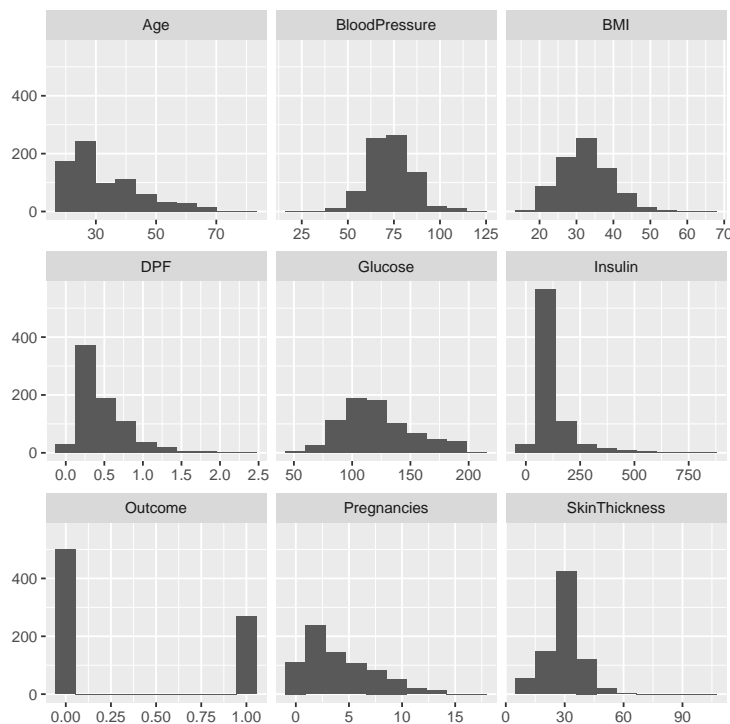 Age BloodPressure BMI
400
200
0
30 50 70 25 50 75 100 125 20 30 40 50 60 70
DPF Glucose Insulin
400
200
0
0.0 0.5 1.0 1.5 2.0 2.5 50 100 150 200 0 250 500 750
Outcome Pregnancies SkinThickness
400
200
0
0.00 0.25 0.50 0.75 1.00 0 5 10 15 0 30 60 90